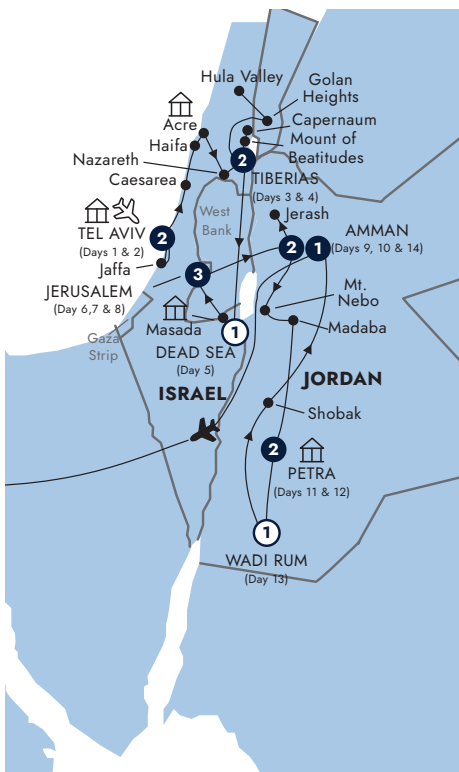 Hula Valley
Golan
Heights
Acre
Capernaum
Haifa
Mount of
Beatitudes
Nazareth
2
TIBERIAS
(Days 3 & 4)
Caesarea
West
Bank
Jerash
TEL AVIV
(Days 1 & 2)
2
AMMAN
(Days 9, 10 & 14)
2
1
Jaffa
3
JERUSALEM
(Day 6,7 & 8)
Mt.
Nebo
Masada
Madaba
Gaza
Strip
1
DEAD SEA
(Day 5)
ISRAEL
JORDAN
Shobak
2
PETRA
(Days 11 & 12)
1
WADI RUM
(Day 13)